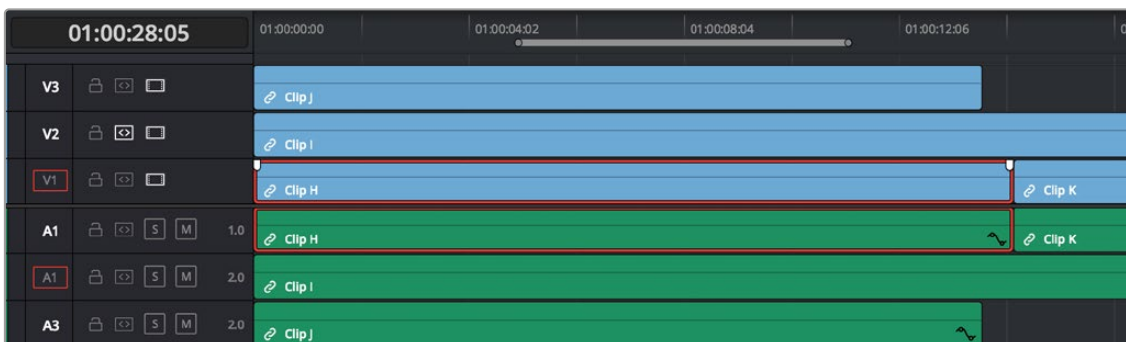 01:00:28:05 01:00:00:00 01:00:04:02 01:00:08:04 01:00:12:06
V3 Clip J
V2 Clip I
V1 Clip H Clip K
A1 S M 1.0 Clip H Clip K
A1 S M 2.0 Clip I
A3 S M 2.0 Clip J